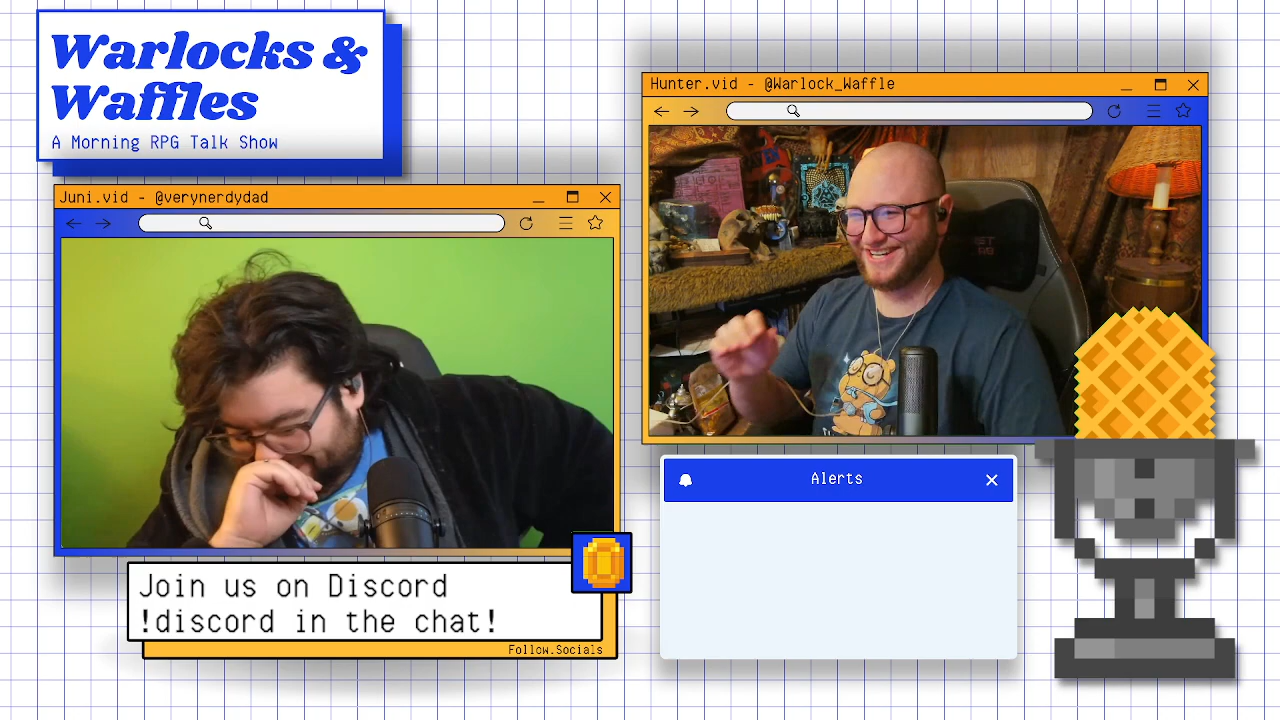 Warlocks &
Waffles
A Morning RPG Talk Show
Juni.vid - @verynerdydad
Hunter.vid - @Warlock_Waffle
Alerts
Join us on Discord
!discord in the chat!
Follow.Socials